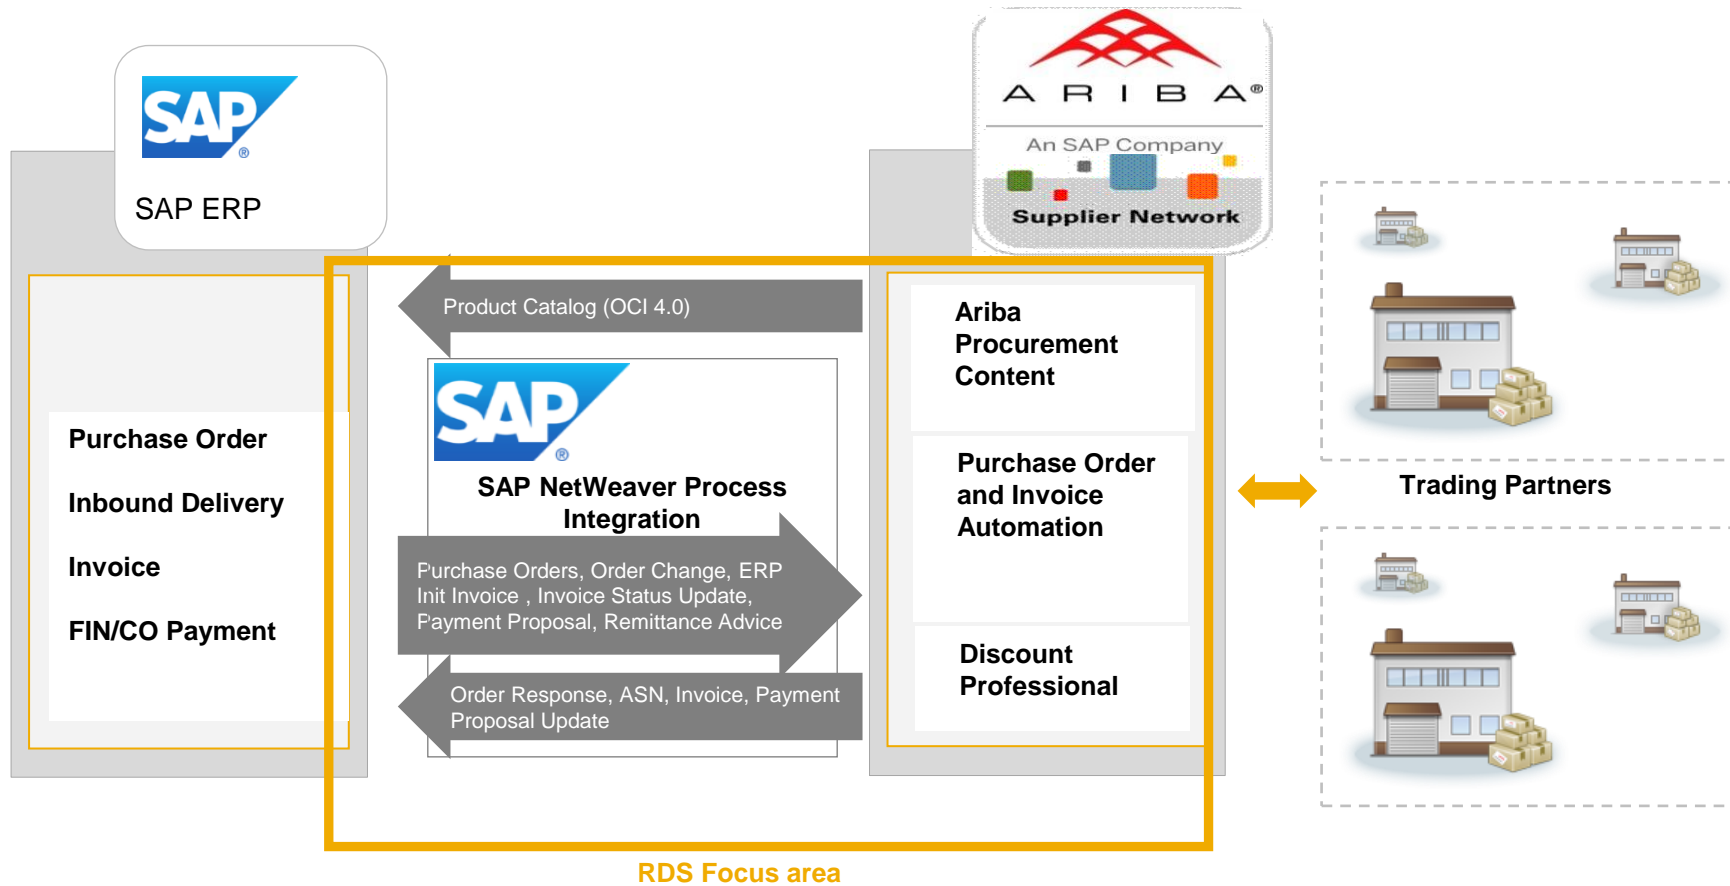 SAP
®
SAP ERP
ARIBA®
An SAP Company
Supplier Network
Product Catalog (OCI 4.0)
SAP
®
SAP NetWeaver Process
Integration
Purchase Order
Inbound Delivery
Invoice
FIN/CO Payment
Purchase Orders, Order Change, ERP
Init Invoice , Invoice Status Update,
Payment Proposal, Remittance Advice
Order Response, ASN, Invoice, Payment
Proposal Update
Ariba
Procurement
Content
Purchase Order
and Invoice
Automation
Discount
Professional
Trading Partners
RDS Focus area